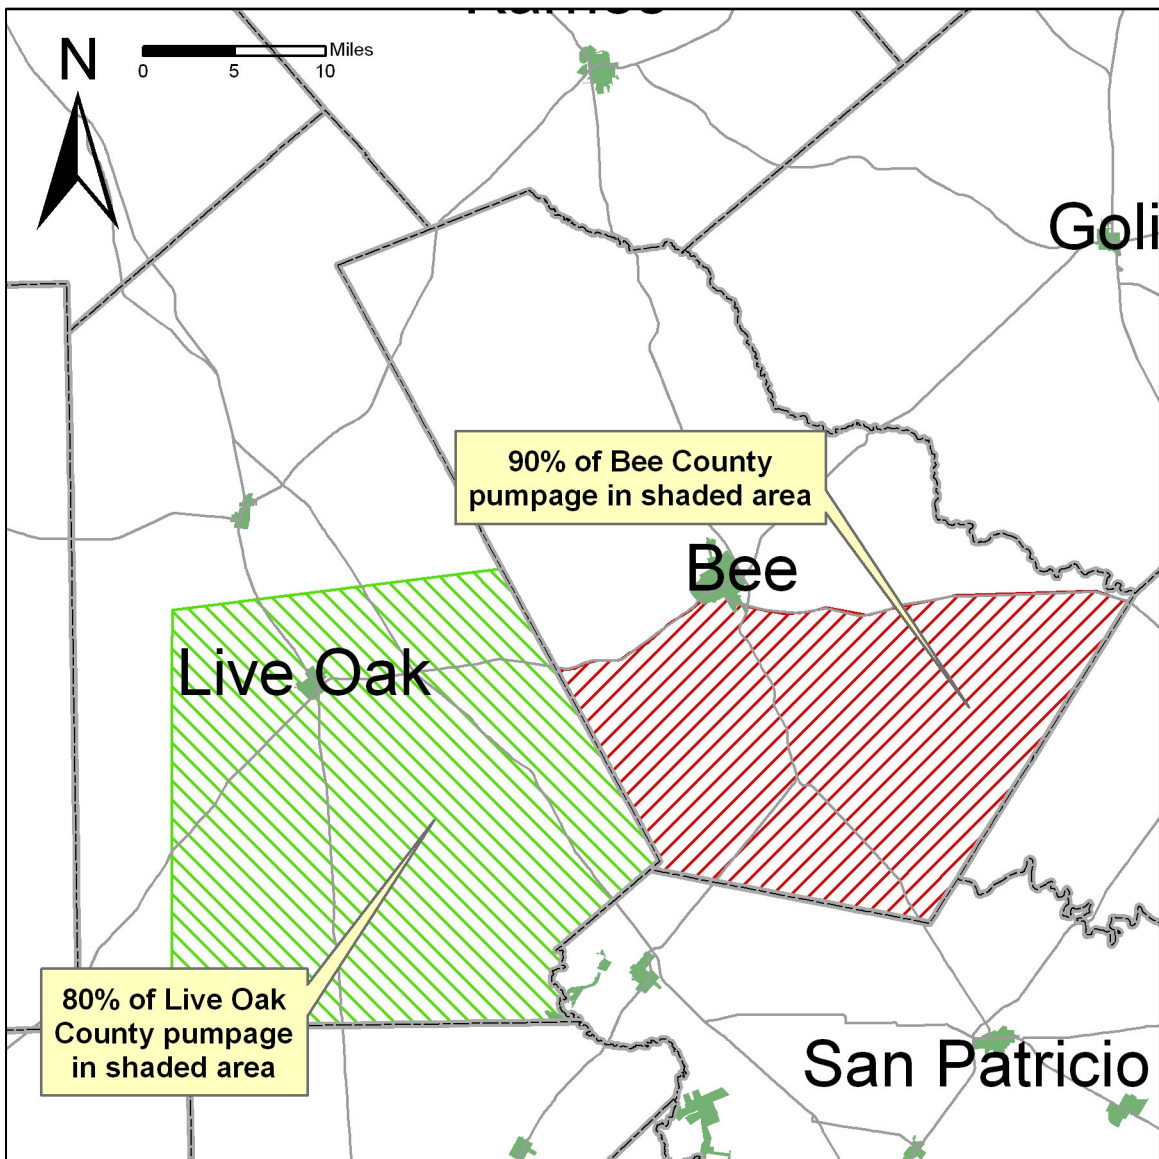 N
Miles
0 5 10
Goli
90% of Bee County
pumpage in shaded area
Bee
Live Oak
80% of Live Oak
County pumpage
in shaded area
San Patricio